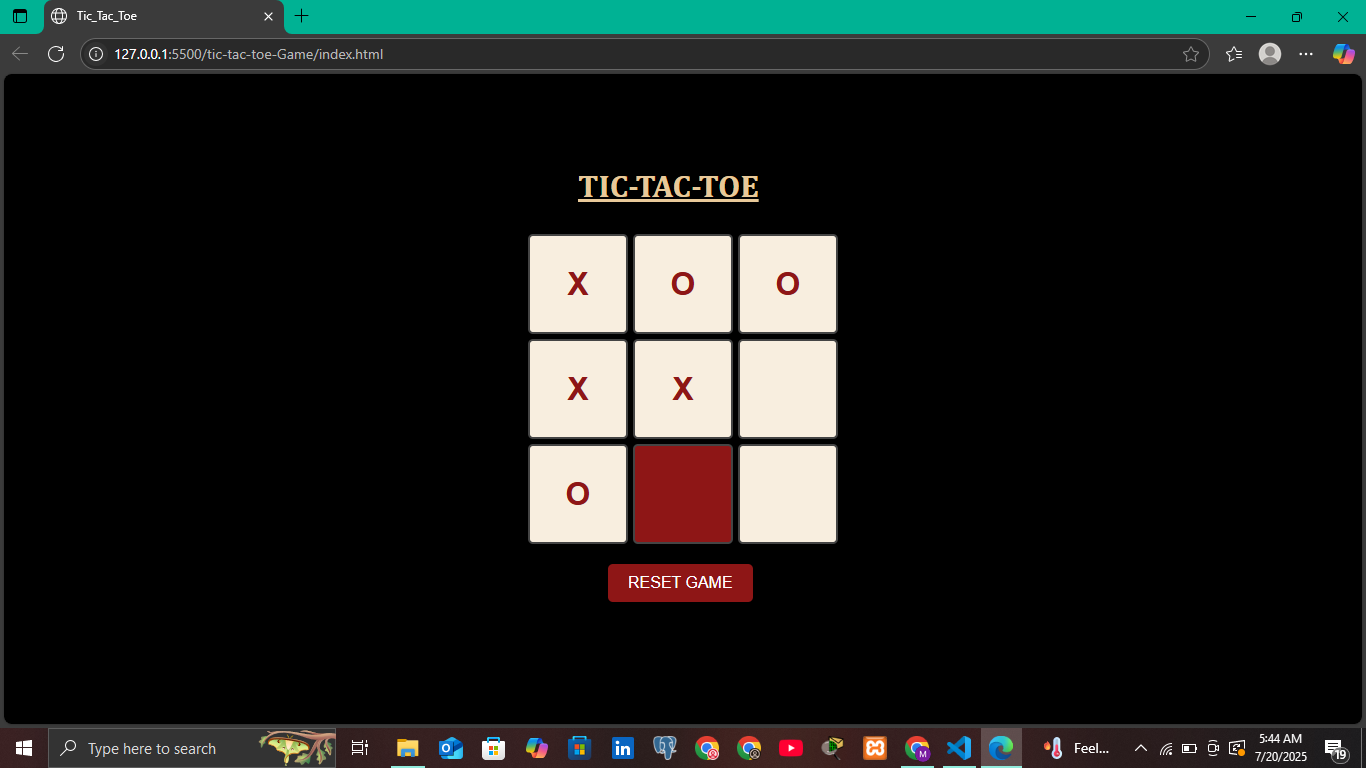 Tic_Tac_Toe
127.0.0.1:5500/tic-tac-toe-Game/index.html
TIC-TAC-TOE
X O O
X X
O
RESET GAME
Type here to search
in
M
Feel...
5:44 AM
7/20/2025
19